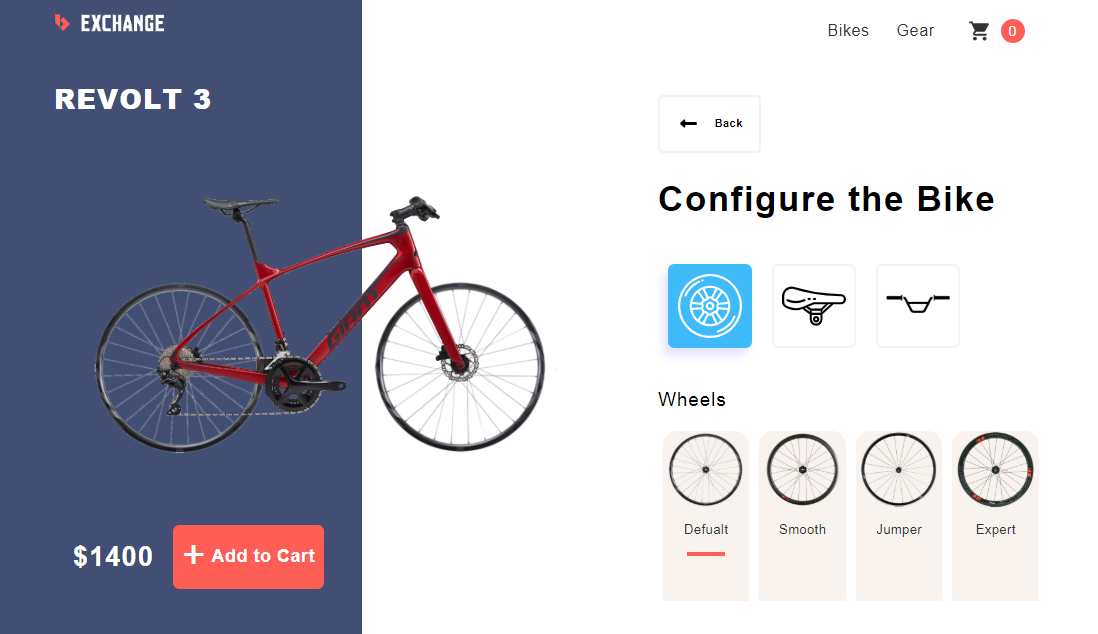 EXCHANGE
Bikes Gear 0
REVOLT 3
Back
Configure the Bike
GIANT
Wheels
Defualt Smooth Jumper Expert
$1400 + Add to Cart